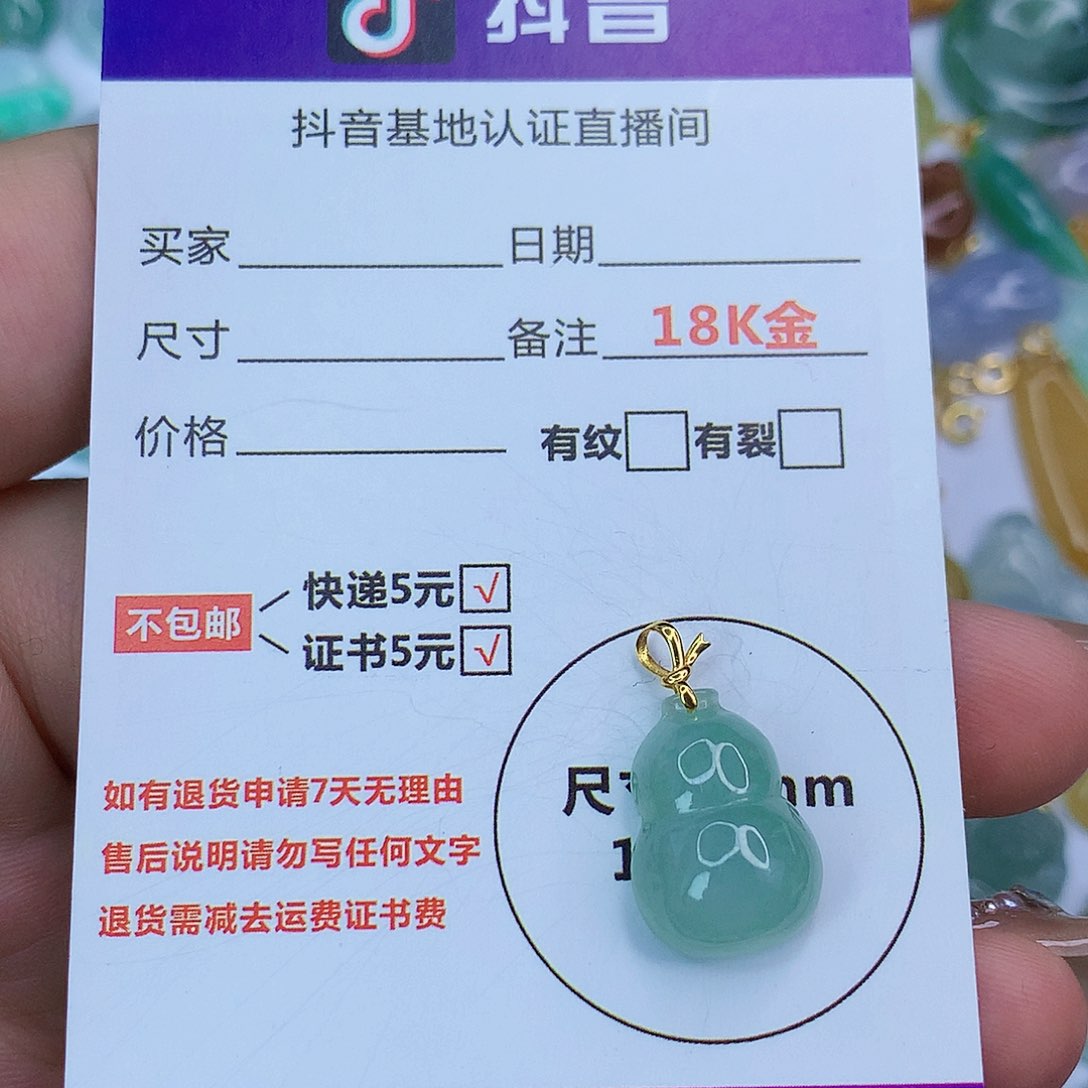 抖音
抖音基地认证直播间
买家 日期
尺寸 备注 18K金
价格 有纹 有裂
不包邮
快递5元 √
证书5元 √
如有退货申请7天无理由
售后说明请勿写任何文字
退货需减去运费证书费
尺 mm
1